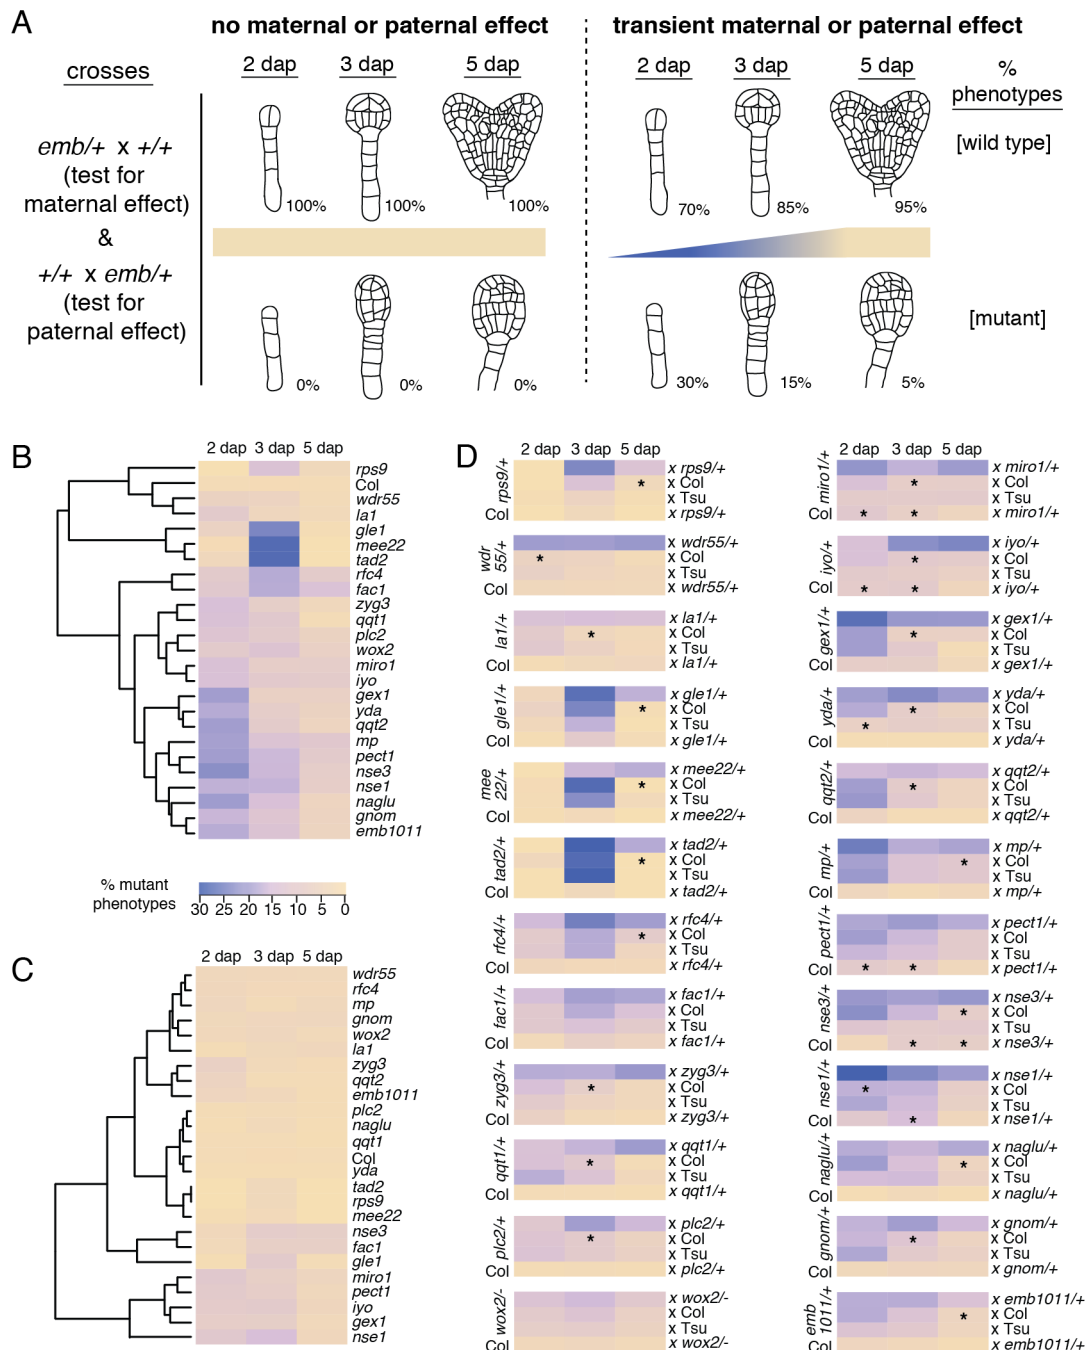 A
no maternal or paternal effect
transient maternal or paternal effect
crosses
2 dap 3 dap 5 dap
2 dap 3 dap 5 dap
%
phenotypes
emb/+ x +/+
(test for
maternal effect)
&
+/+ x emb/+
(test for
paternal effect)
100% 100% 100%
70% 85% 95%
[wild type]
0% 0% 0%
30% 15% 5%
[mutant]
B
2 dap 3 dap 5 dap
rps9
Col
wdr55
la1
gle1
mee22
tad2
rfc4
fac1
zyg3
qqt1
plc2
wox2
miro1
iyo
gex1
yda
qqt2
mp
pect1
nse3
nse1
naglu
gnom
emb1011
% mutant
phenotypes
30 25 20 15 10 5 0
C
2 dap 3 dap 5 dap
wdr55
rfc4
mp
gnom
wox2
la1
zyg3
qqt2
emb1011
plc2
naglu
qqt1
Col
yda
tad2
rps9
mee22
nse3
fac1
gle1
miro1
pect1
iyo
gex1
nse1
D
2 dap 3 dap 5 dap
rps9/+
Col
x rps9/+
x Col
*
x Tsu
x rps9/+
wdr
55/+
Col
x wdr55/+
x Col
*
x Tsu
x wdr55/+
la1/+
Col
x la1/+
x Col
*
x Tsu
x la1/+
gle1/+
Col
x gle1/+
x Col
*
x Tsu
x gle1/+
mee
22/+
Col
x mee22/+
x Col
*
x Tsu
x mee22/+
tad2/+
Col
x tad2/+
x Col
*
x Tsu
x tad2/+
rfc4/+
Col
x rfc4/+
x Col
*
x Tsu
x rfc4/+
fac1/+
Col
x fac1/+
x Col
x Tsu
x fac1/+
zyg3/+
Col
x zyg3/+
x Col
*
x Tsu
x zyg3/+
qqt1/+
Col
x qqt1/+
x Col
*
x Tsu
x qqt1/+
plc2/+
Col
x plc2/+
x Col
*
x Tsu
x plc2/+
wox2/-
Col
x wox2/-
x Col
x Tsu
x wox2/-
2 dap 3 dap 5 dap
miro1/+
Col
x miro1/+
x Col
*
x Tsu
x miro1/+
* *
iyo/+
Col
x iyo/+
x Col
*
x Tsu
x iyo/+
* *
gex1/+
Col
x gex1/+
x Col
*
x Tsu
x gex1/+
yda/+
Col
x yda/+
x Col
*
x Tsu
*
x yda/+
qqt2/+
Col
x qqt2/+
x Col
*
x Tsu
x qqt2/+
mp/+
Col
x mp/+
x Col
*
x Tsu
x mp/+
pect1/+
Col
x pect1/+
x Col
x Tsu
x pect1/+
* *
nse3/+
Col
x nse3/+
x Col
*
x Tsu
x nse3/+
* *
nse1/+
Col
x nse1/+
x Col
*
x Tsu
x nse1/+
*
naglu/+
Col
x naglu/+
x Col
*
x Tsu
x naglu/+
gnom/+
Col
x gnom/+
x Col
*
x Tsu
x gnom/+
emb
1011/+
Col
x emb1011/+
x Col
*
x Tsu
x emb1011/+